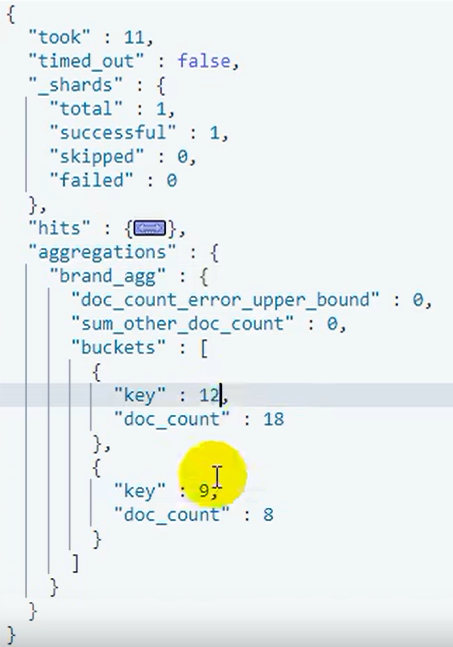 {
  "took" : 11,
  "timed_out" : false,
  "_shards" : {
    "total" : 1,
    "successful" : 1,
    "skipped" : 0,
    "failed" : 0
  },
  "hits" : {},
  "aggregations" : {
    "brand_agg" : {
      "doc_count_error_upper_bound" : 0,
      "sum_other_doc_count" : 0,
      "buckets" : [
        {
          "key" : 12,
          "doc_count" : 18
        },
        {
          "key" : 9,
          "doc_count" : 8
        }
      ]
    }
  }
}